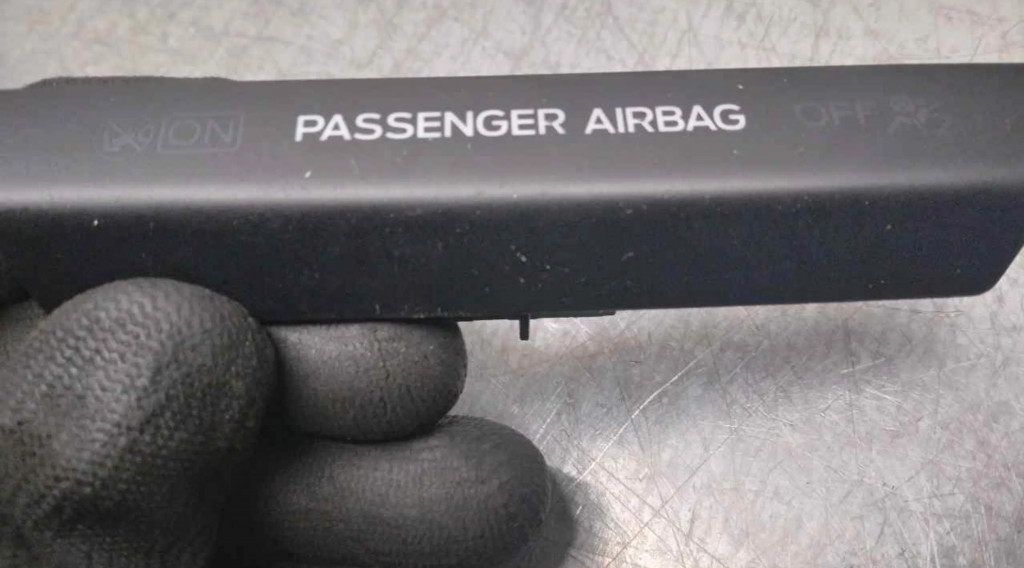 ON PASSENGER AIRBAG OFF